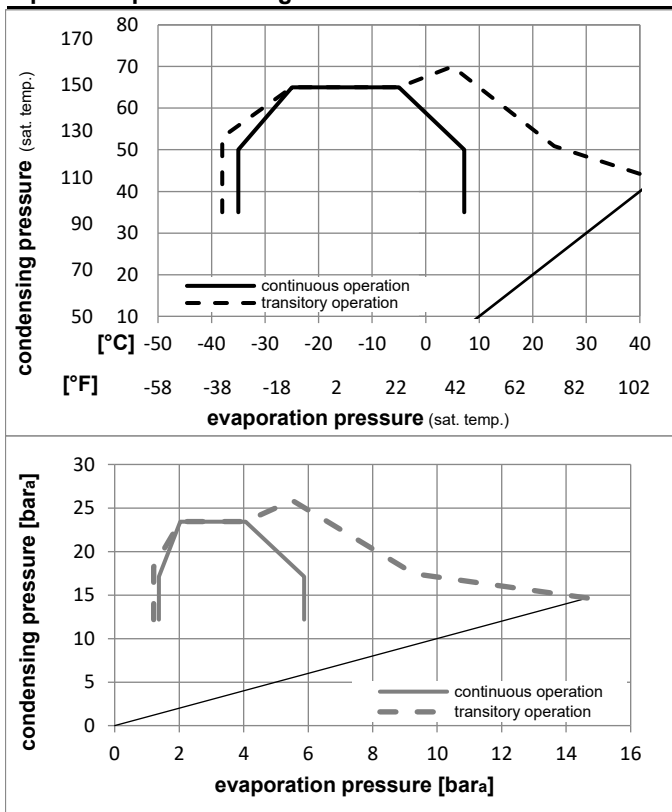 170
150
130
110
90
70
50
condensing pressure (sat. temp.)
80
70
60
50
40
30
20
10
continuous operation
transitory operation
[°C] -50 -40 -30 -20 -10 0 10 20 30 40
[°F] -58 -38 -18 2 22 42 62 82 102
evaporation pressure (sat. temp.)
condensing pressure [bara]
30
25
20
15
10
5
0
continuous operation
transitory operation
0 2 4 6 8 10 12 14 16
evaporation pressure [bara]